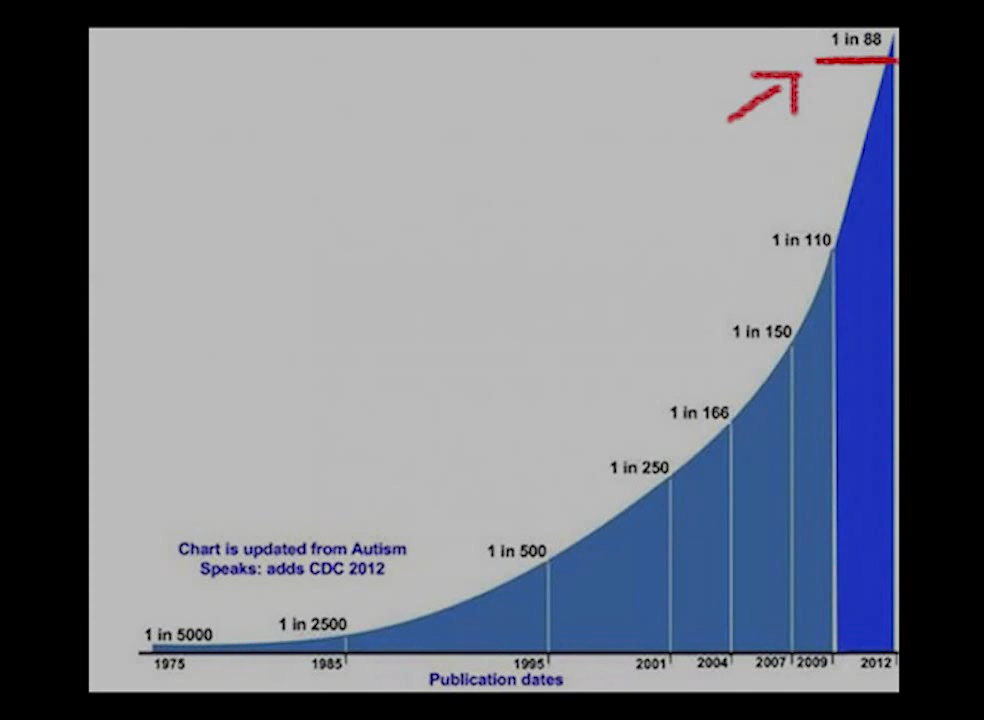 1 in 88
1 in 110
1 in 150
1 in 166
1 in 250
1 in 500
Chart is updated from Autism
Speaks: adds CDC 2012
1 in 2500
1 in 5000
1975 1985 1995 2001 2004 2007 2009 2012
Publication dates